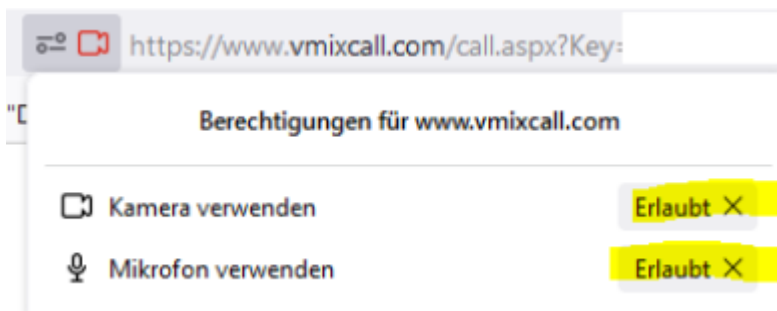 https://www.vmixcall.com/call.aspx?Key=
"D
Berechtigungen für www.vmixcall.com
Kamera verwenden Erlaubt ×
Mikrofon verwenden Erlaubt ×